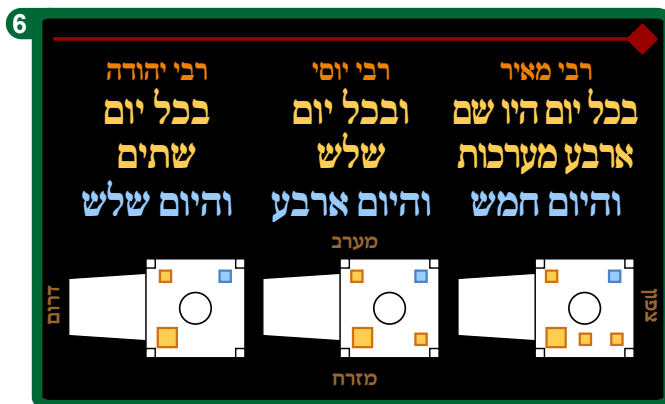 6
רבי מאיר
בכל יום היו שם
ארבע מערכות
והיום חמש
רבי יוסי
ובכל יום
שלש
והיום ארבע
רבי יהודה
בכל יום
שתים
והיום שלש
מערב
צפון
דרום
מזרח